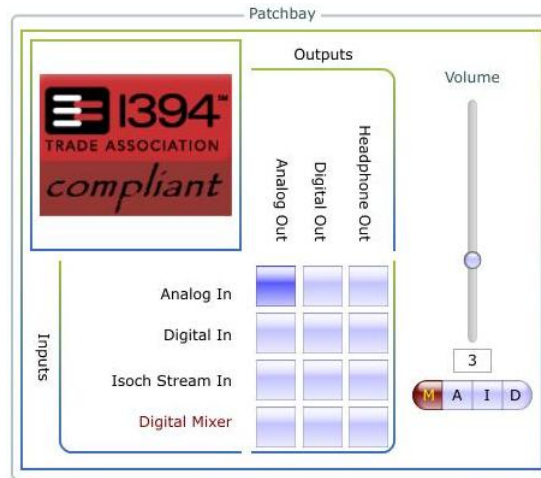 Patchbay
Outputs
Volume
1394™
TRADE ASSOCIATION
compliant
Analog Out
Digital Out
Headphone Out
Inputs
Analog In
Digital In
Isoch Stream In
Digital Mixer
3
M A I D